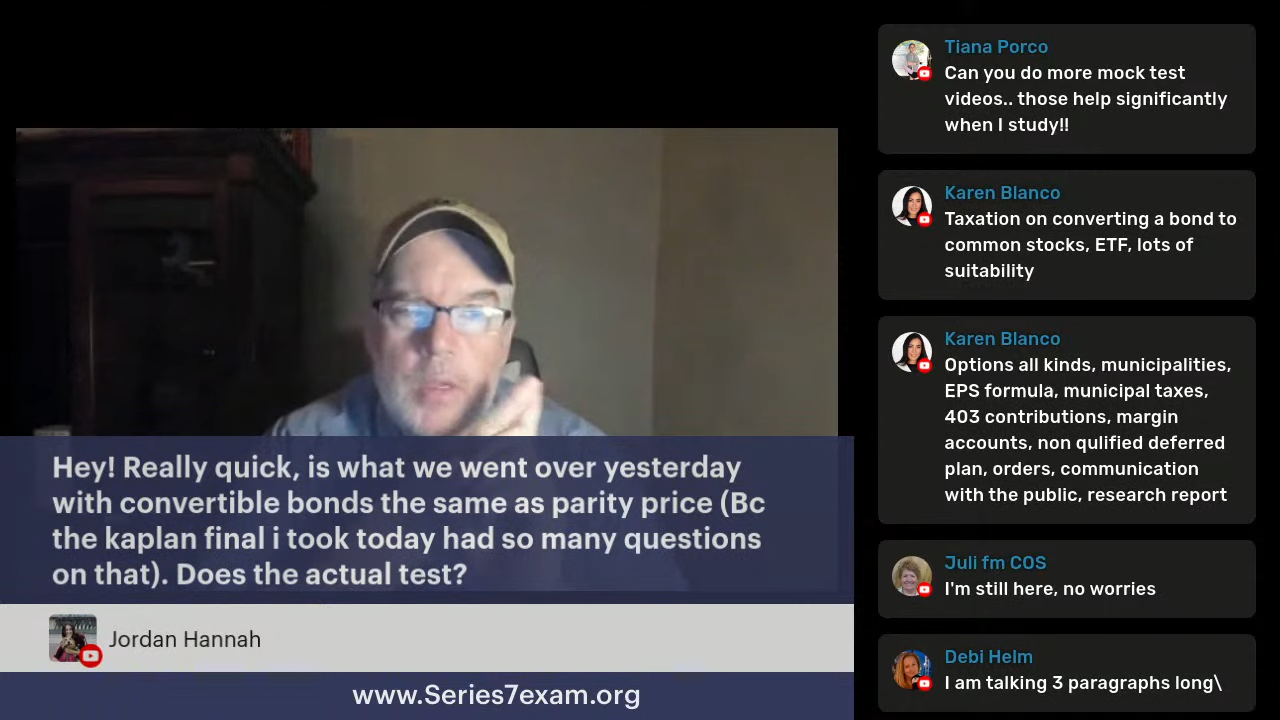 Hey! Really quick, is what we went over yesterday
with convertible bonds the same as parity price (Bc
the kaplan final i took today had so many questions
on that). Does the actual test?
Jordan Hannah
www.Series7exam.org
Tiana Porco
Can you do more mock test
videos.. those help significantly
when I study!!
Karen Blanco
Taxation on converting a bond to
common stocks, ETF, lots of
suitability
Karen Blanco
Options all kinds, municipalities,
EPS formula, municipal taxes,
403 contributions, margin
accounts, non qulified deferred
plan, orders, communication
with the public, research report
Juli fm COS
I'm still here, no worries
Debi Helm
I am talking 3 paragraphs long\